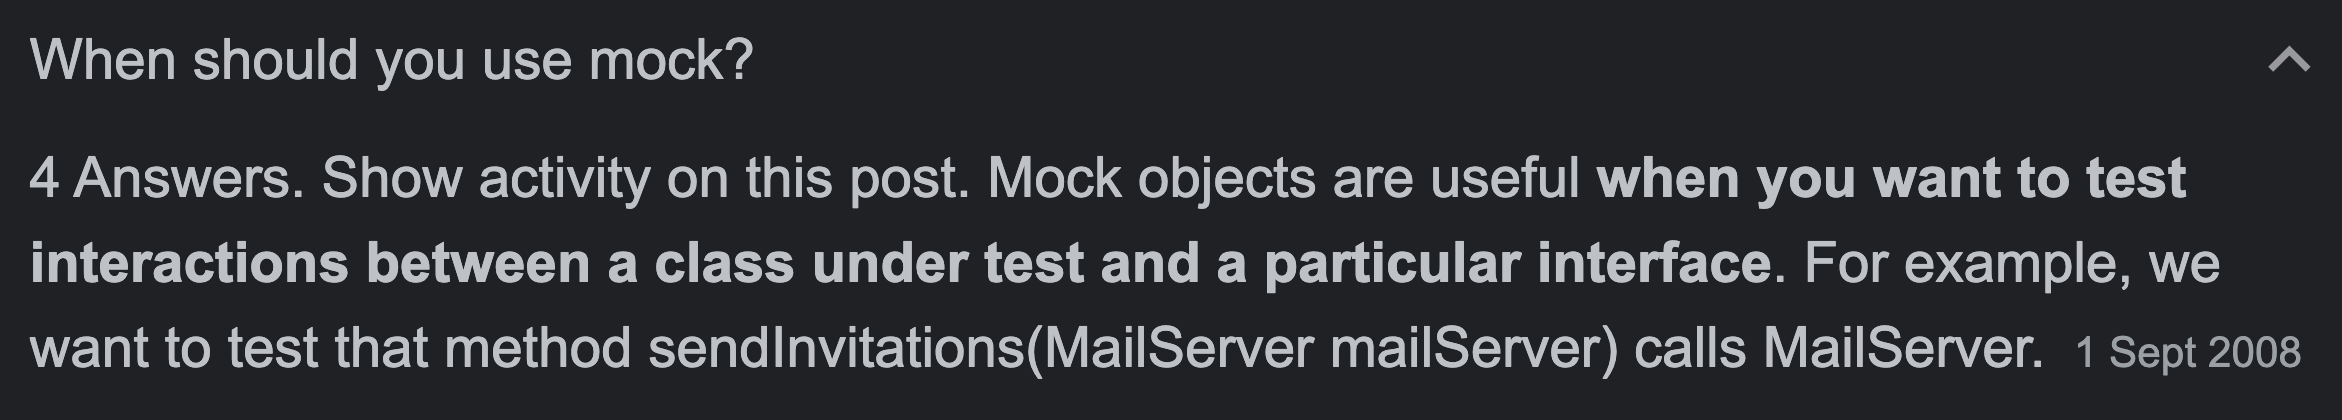 When should you use mock?
4 Answers. Show activity on this post. Mock objects are useful when you want to test
interactions between a class under test and a particular interface. For example, we
want to test that method sendInvitations(MailServer mailServer) calls MailServer. 1 Sept 2008